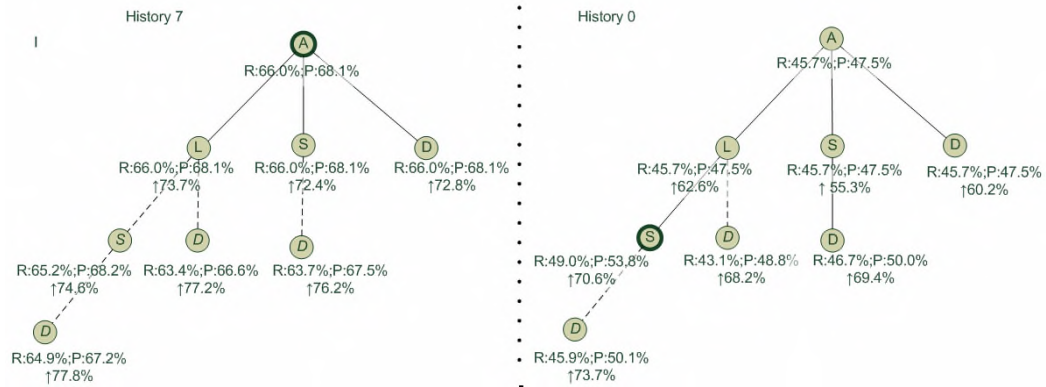 History 7
I
A
R:66.0%;P:68.1%
L
S
D
R:66.0%;P:68.1%
↑73.7%
R:66.0%;P:68.1%
↑72.4%
R:66.0%;P:68.1%
↑72.8%
S
D
D
R:65.2%;P:68.2%
↑74.6%
R:63.4%;P:66.6%
↑77.2%
R:63.7%;P:67.5%
↑76.2%
D
R:64.9%;P:67.2%
↑77.8%
History 0
A
R:45.7%;P:47.5%
L
S
D
R:45.7%;P:47.5%
↑62.6%
R:45.7%;P:47.5%
↑ 55.3%
R:45.7%;P:47.5%
↑60.2%
S
D
D
R:49.0%;P:53.8%
↑70.6%
R:43.1%;P:48.8%
↑68.2%
R:46.7%;P:50.0%
↑69.4%
D
R:45.9%;P:50.1%
↑73.7%